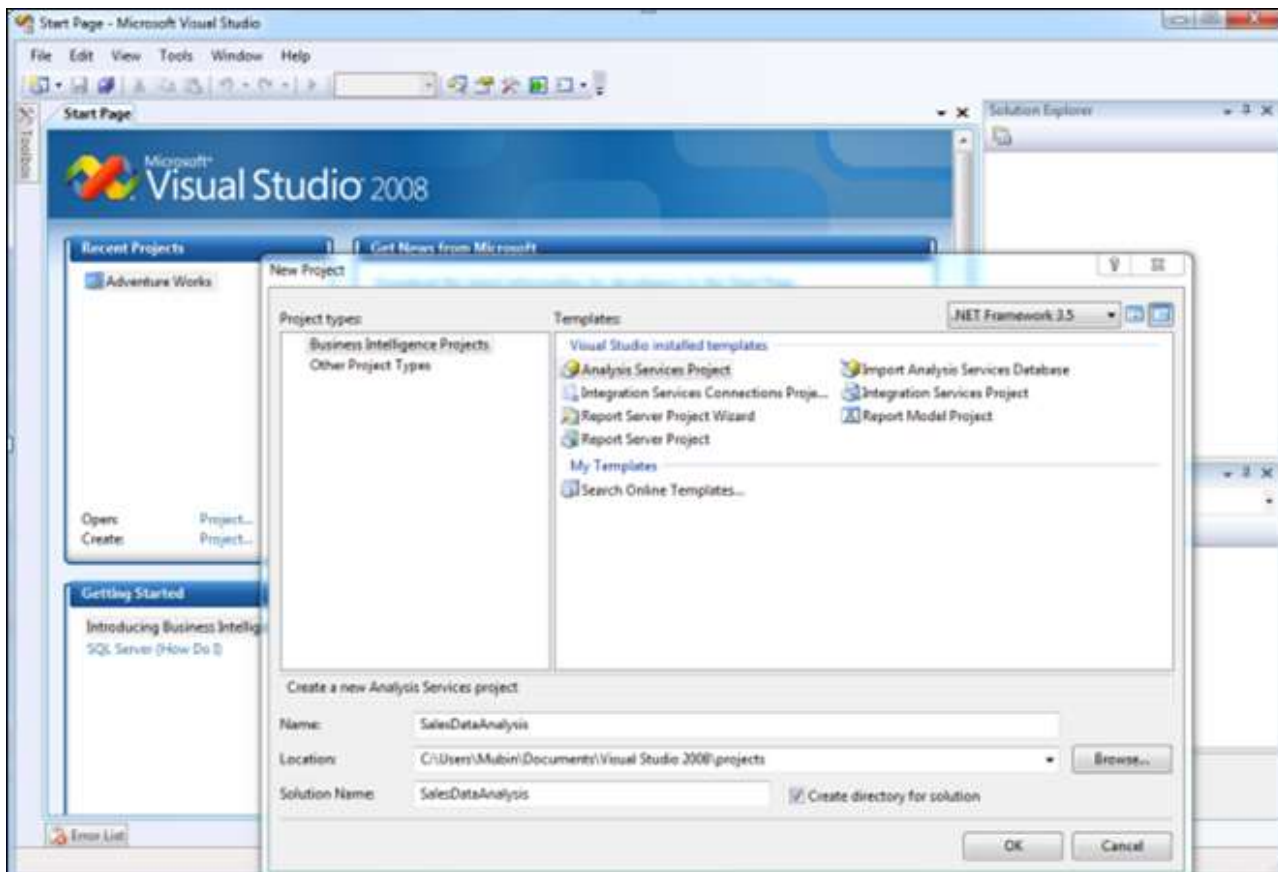 Start Page - Microsoft Visual Studio
File Edit View Tools Window Help
Toolbox
Start Page
Solution Explorer
Microsoft®
Visual Studio 2008
Recent Projects
Get News from Microsoft
Adventure Works
New Project
Project types:
Templates:
.NET Framework 3.5
Business Intelligence Projects
Other Project Types
Visual Studio installed templates
Analysis Services Project
Import Analysis Services Database
Integration Services Connections Proje...
Integration Services Project
Report Server Project Wizard
Report Model Project
Report Server Project
My Templates
Search Online Templates...
Open: Project...
Create: Project...
Getting Started
Introducing Business Intellig
SQL Server (How Do I)
Create a new Analysis Services project
Name: SalesDataAnalysis
Location: C:\Users\Mubin\Documents\Visual Studio 2008\projects
Browse...
Solution Name: SalesDataAnalysis
Create directory for solution
OK Cancel
Error List